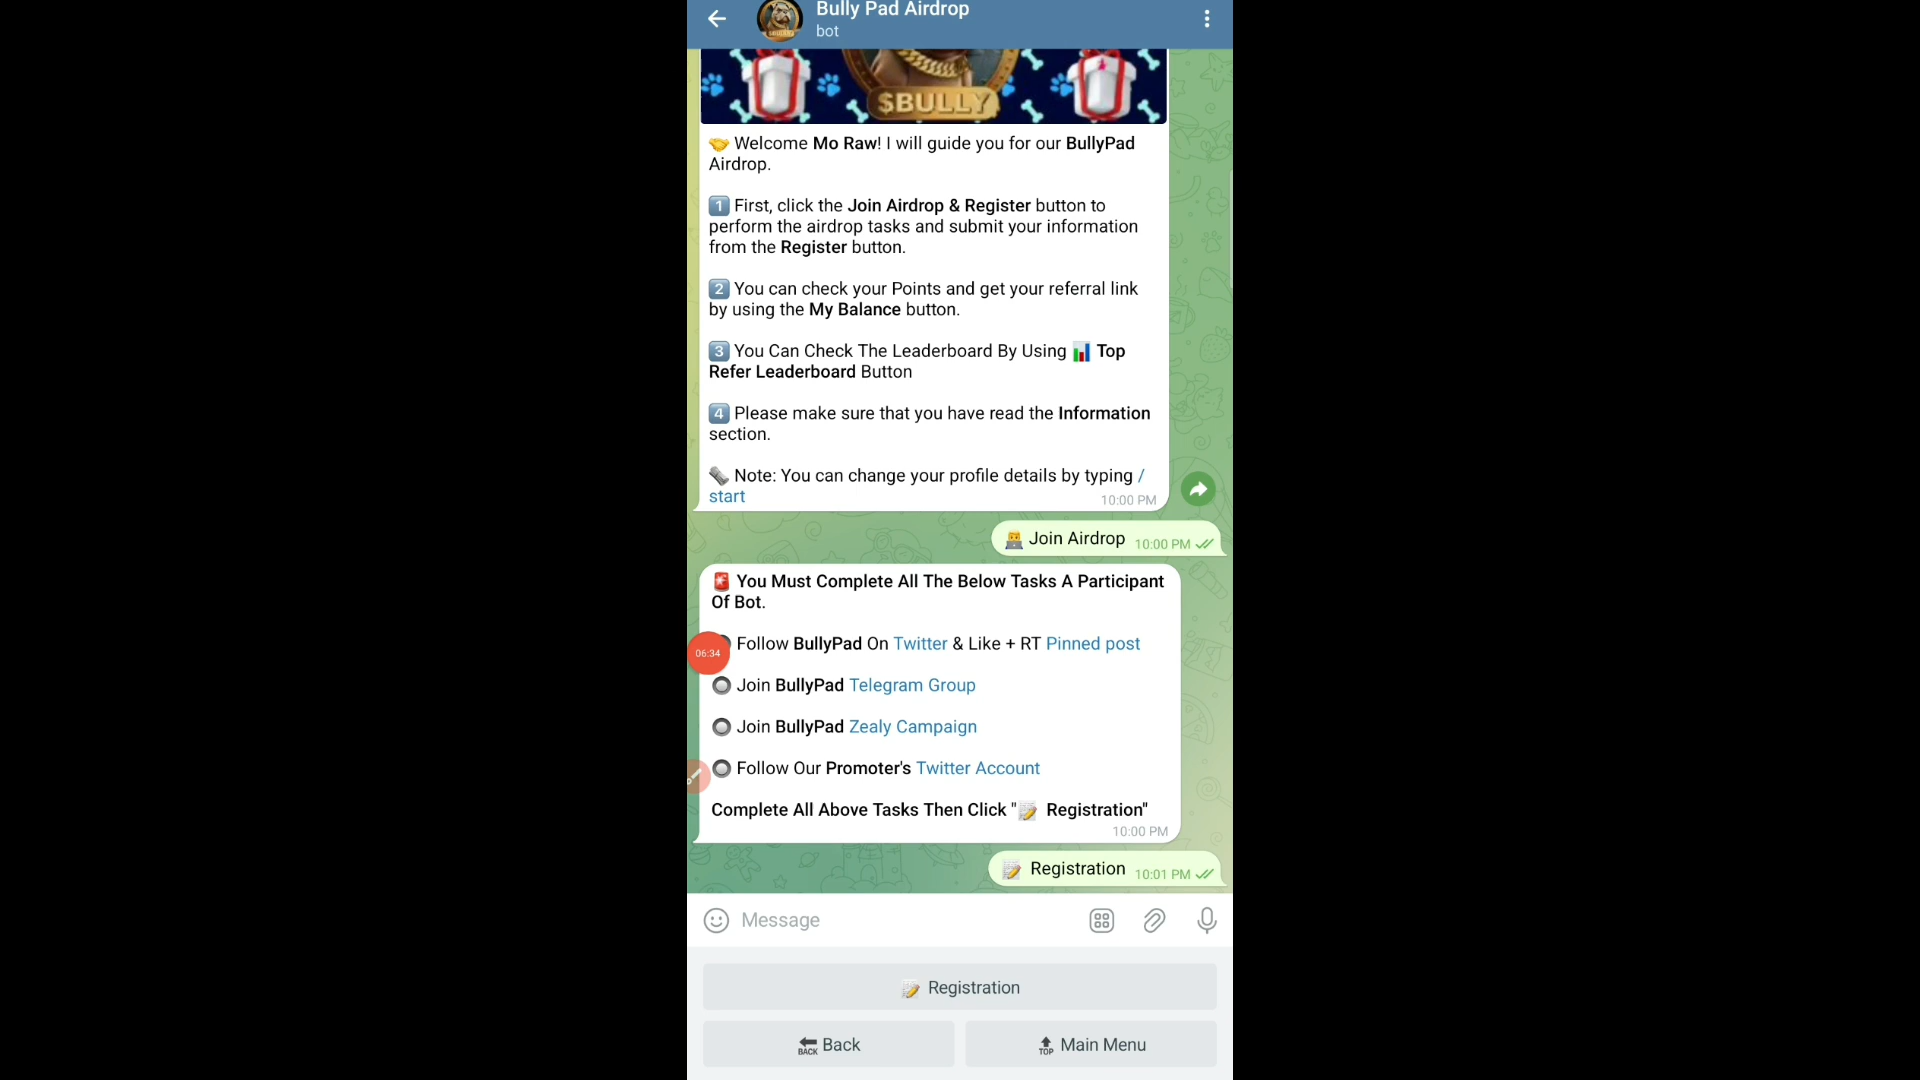 Bully Pad Airdrop
bot
$BULLY
🤝 Welcome Mo Raw! I will guide you for our BullyPad
Airdrop.
1️⃣ First, click the Join Airdrop & Register button to
perform the airdrop tasks and submit your information
from the Register button.
2️⃣ You can check your Points and get your referral link
by using the My Balance button.
3️⃣ You Can Check The Leaderboard By Using 📊 Top
Refer Leaderboard Button
4️⃣ Please make sure that you have read the Information
section.
🗞 Note: You can change your profile details by typing /
start
10:00 PM
👨‍💻 Join Airdrop 10:00 PM
🚨 You Must Complete All The Below Tasks A Participant
Of Bot.
🔘 Follow BullyPad On Twitter & Like + RT Pinned post
06:34
🔘 Join BullyPad Telegram Group
🔘 Join BullyPad Zealy Campaign
🔘 Follow Our Promoter's Twitter Account
Complete All Above Tasks Then Click "📝 Registration"
10:00 PM
📝 Registration 10:01 PM
Message
📝 Registration
🔙 Back
🔝 Main Menu